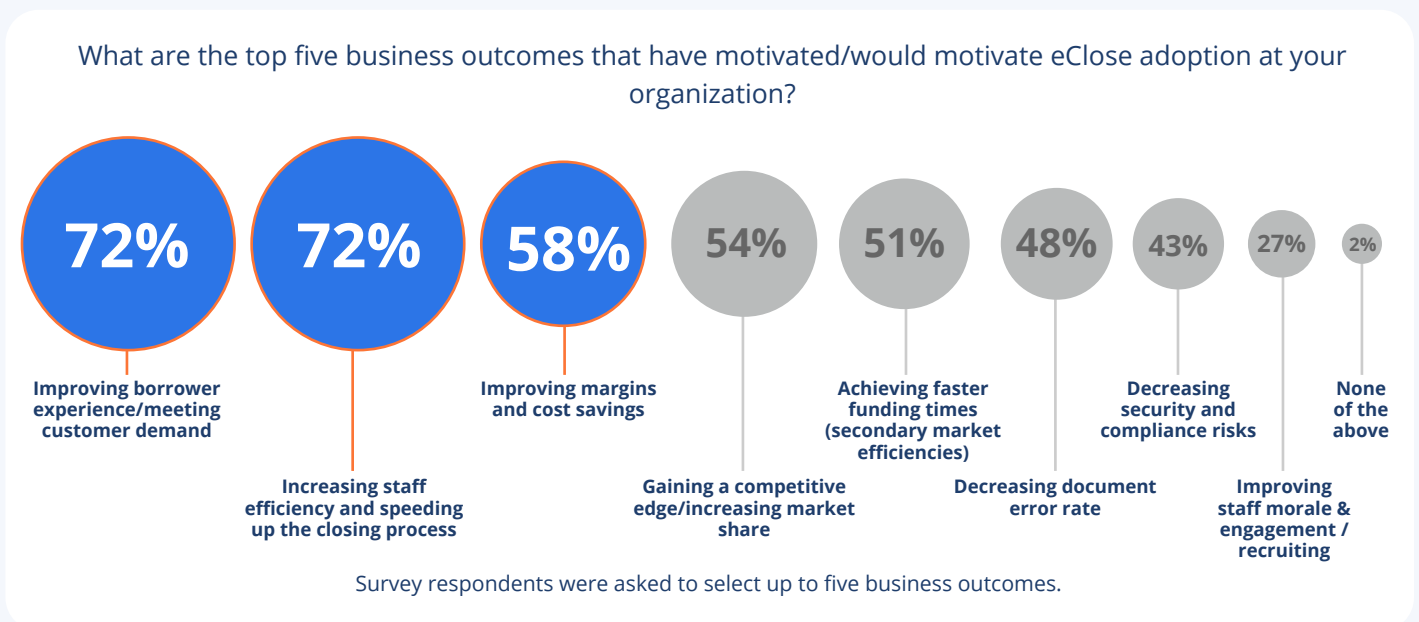 What are the top five business outcomes that have motivated/would motivate eClose adoption at your
organization?
72%
72%
58%
54%
51%
48%
43%
27%
2%
Improving borrower
experience/meeting
customer demand
Increasing staff
efficiency and speeding
up the closing process
Improving margins
and cost savings
Gaining a competitive
edge/increasing market
share
Achieving faster
funding times
(secondary market
efficiencies)
Decreasing document
error rate
Decreasing
security and
compliance risks
Improving
staff morale &
engagement /
recruiting
None
of the
above
Survey respondents were asked to select up to five business outcomes.